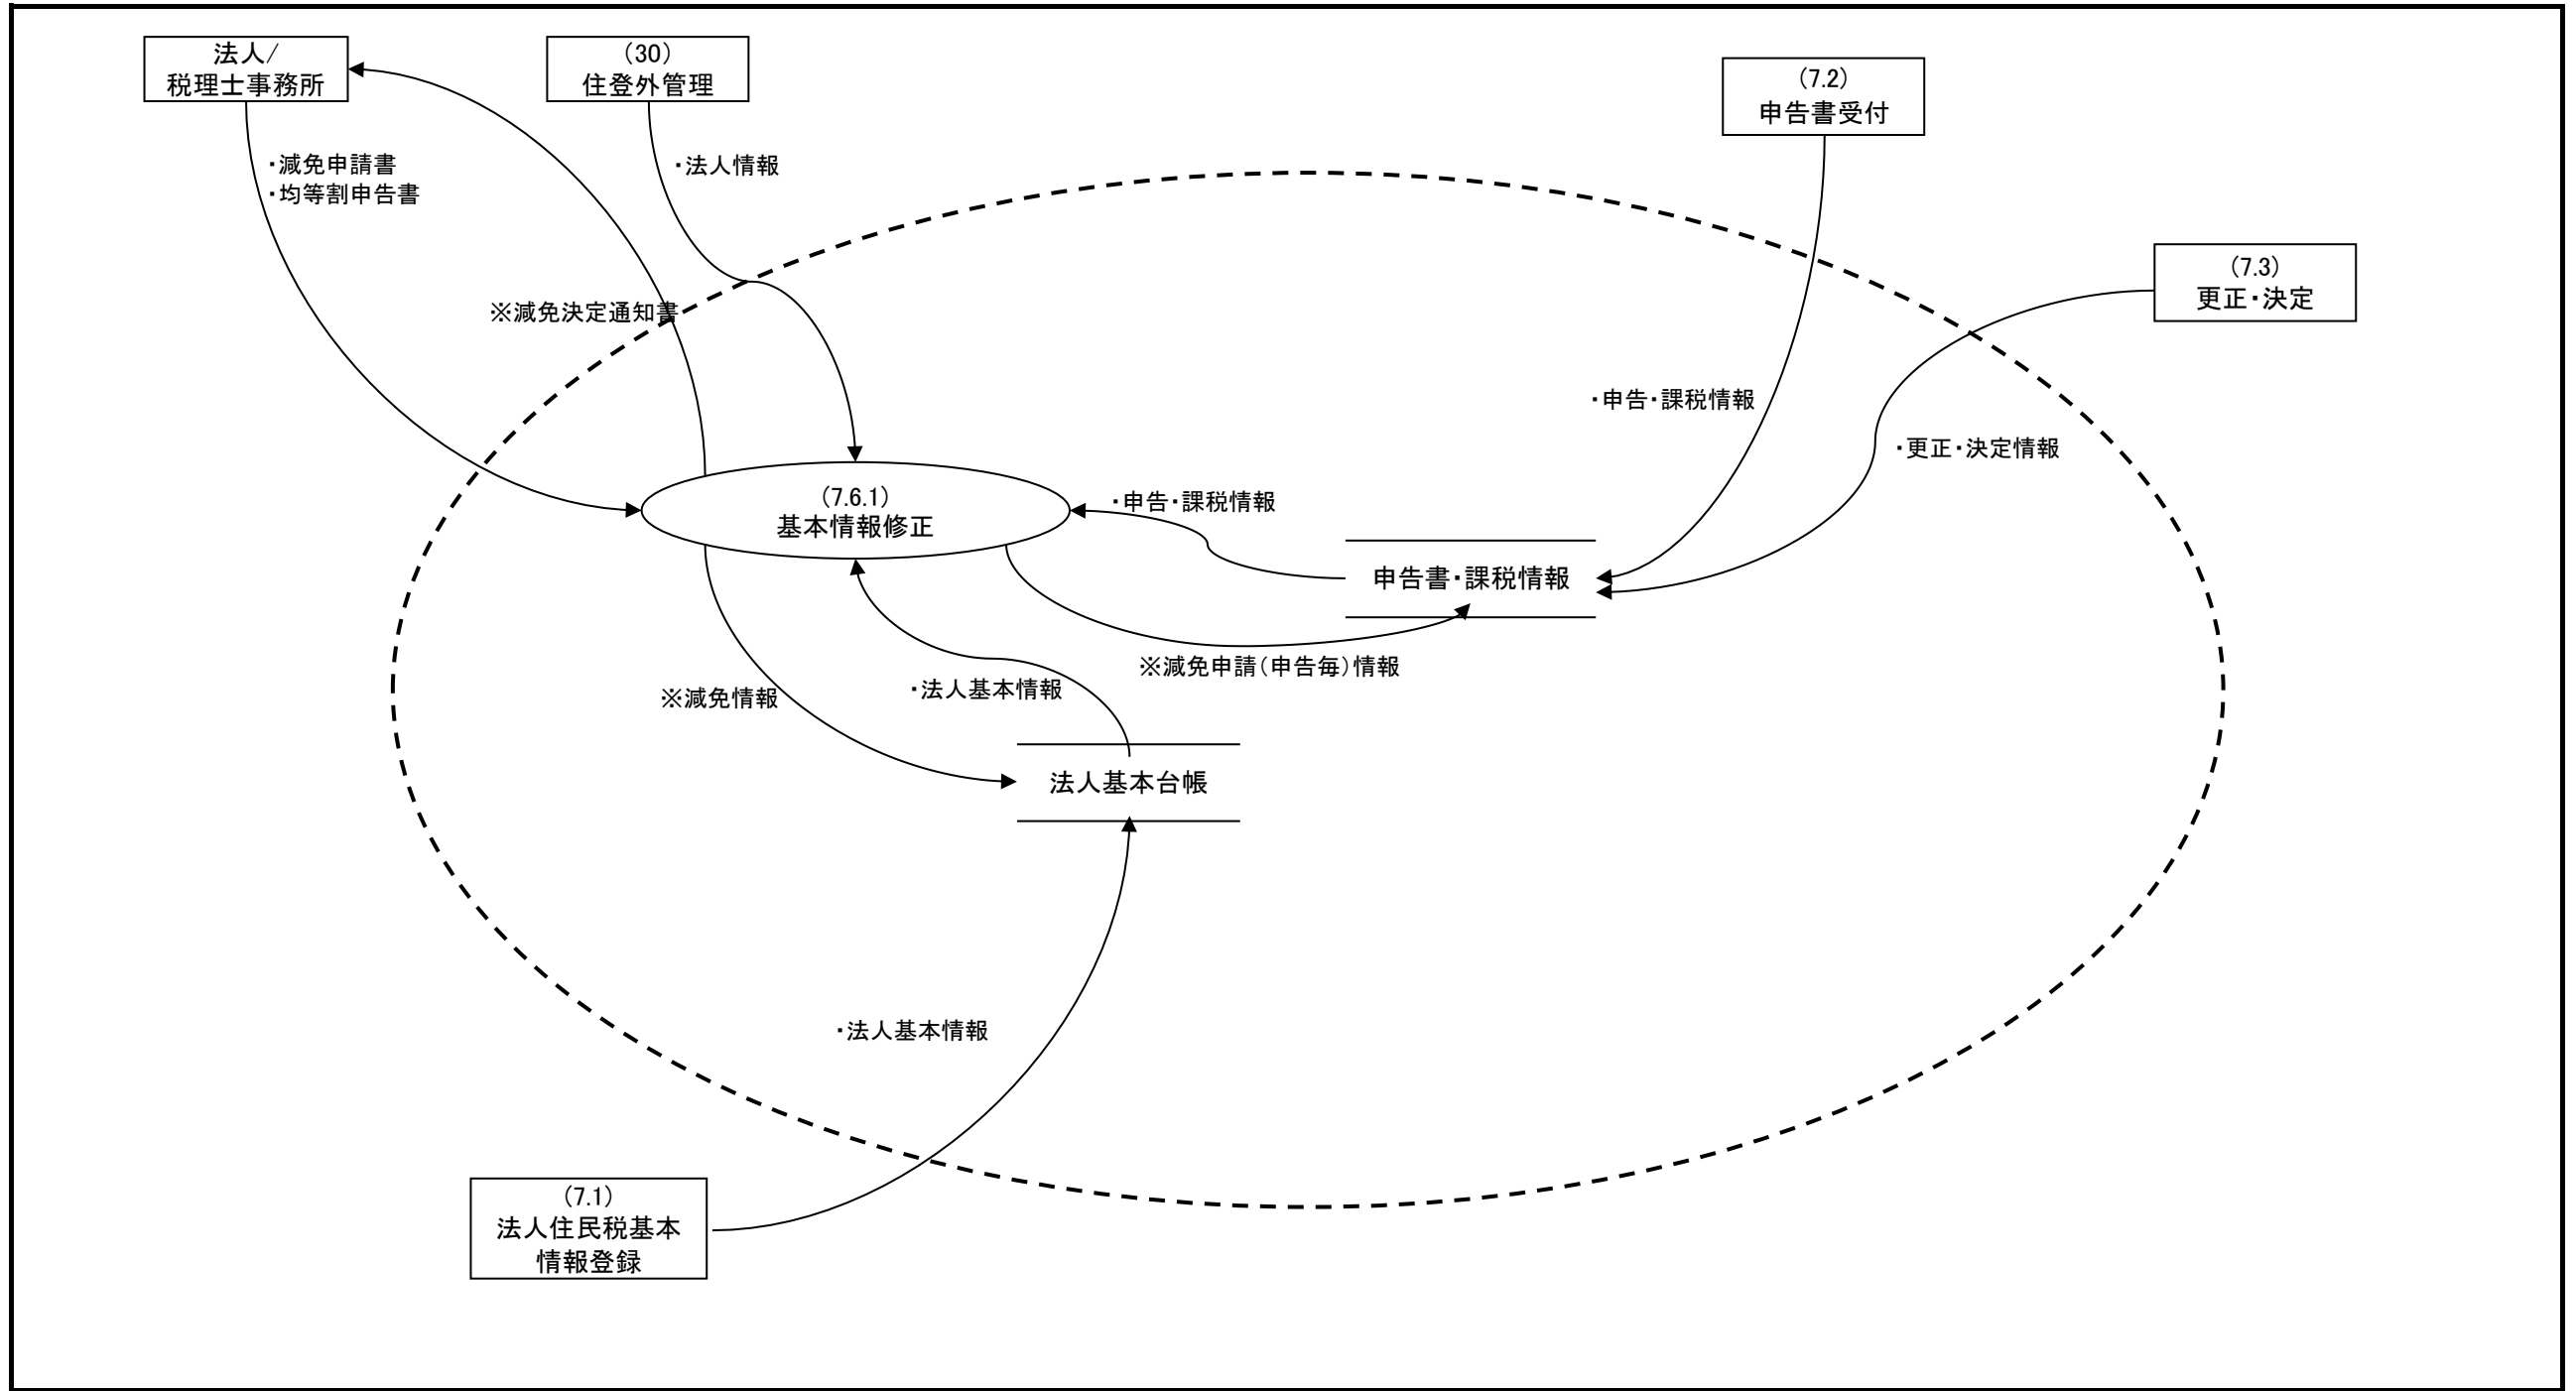 法人/
税理士事務所
(30)
住登外管理
(7.2)
申告書受付
・減免申請書
・均等割申告書
・法人情報
(7.3)
更正・決定
※減免決定通知書
・申告・課税情報
・更正・決定情報
(7.6.1)
基本情報修正
・申告・課税情報
申告書・課税情報
※減免申請(申告毎)情報
※減免情報
・法人基本情報
法人基本台帳
・法人基本情報
(7.1)
法人住民税基本
情報登録